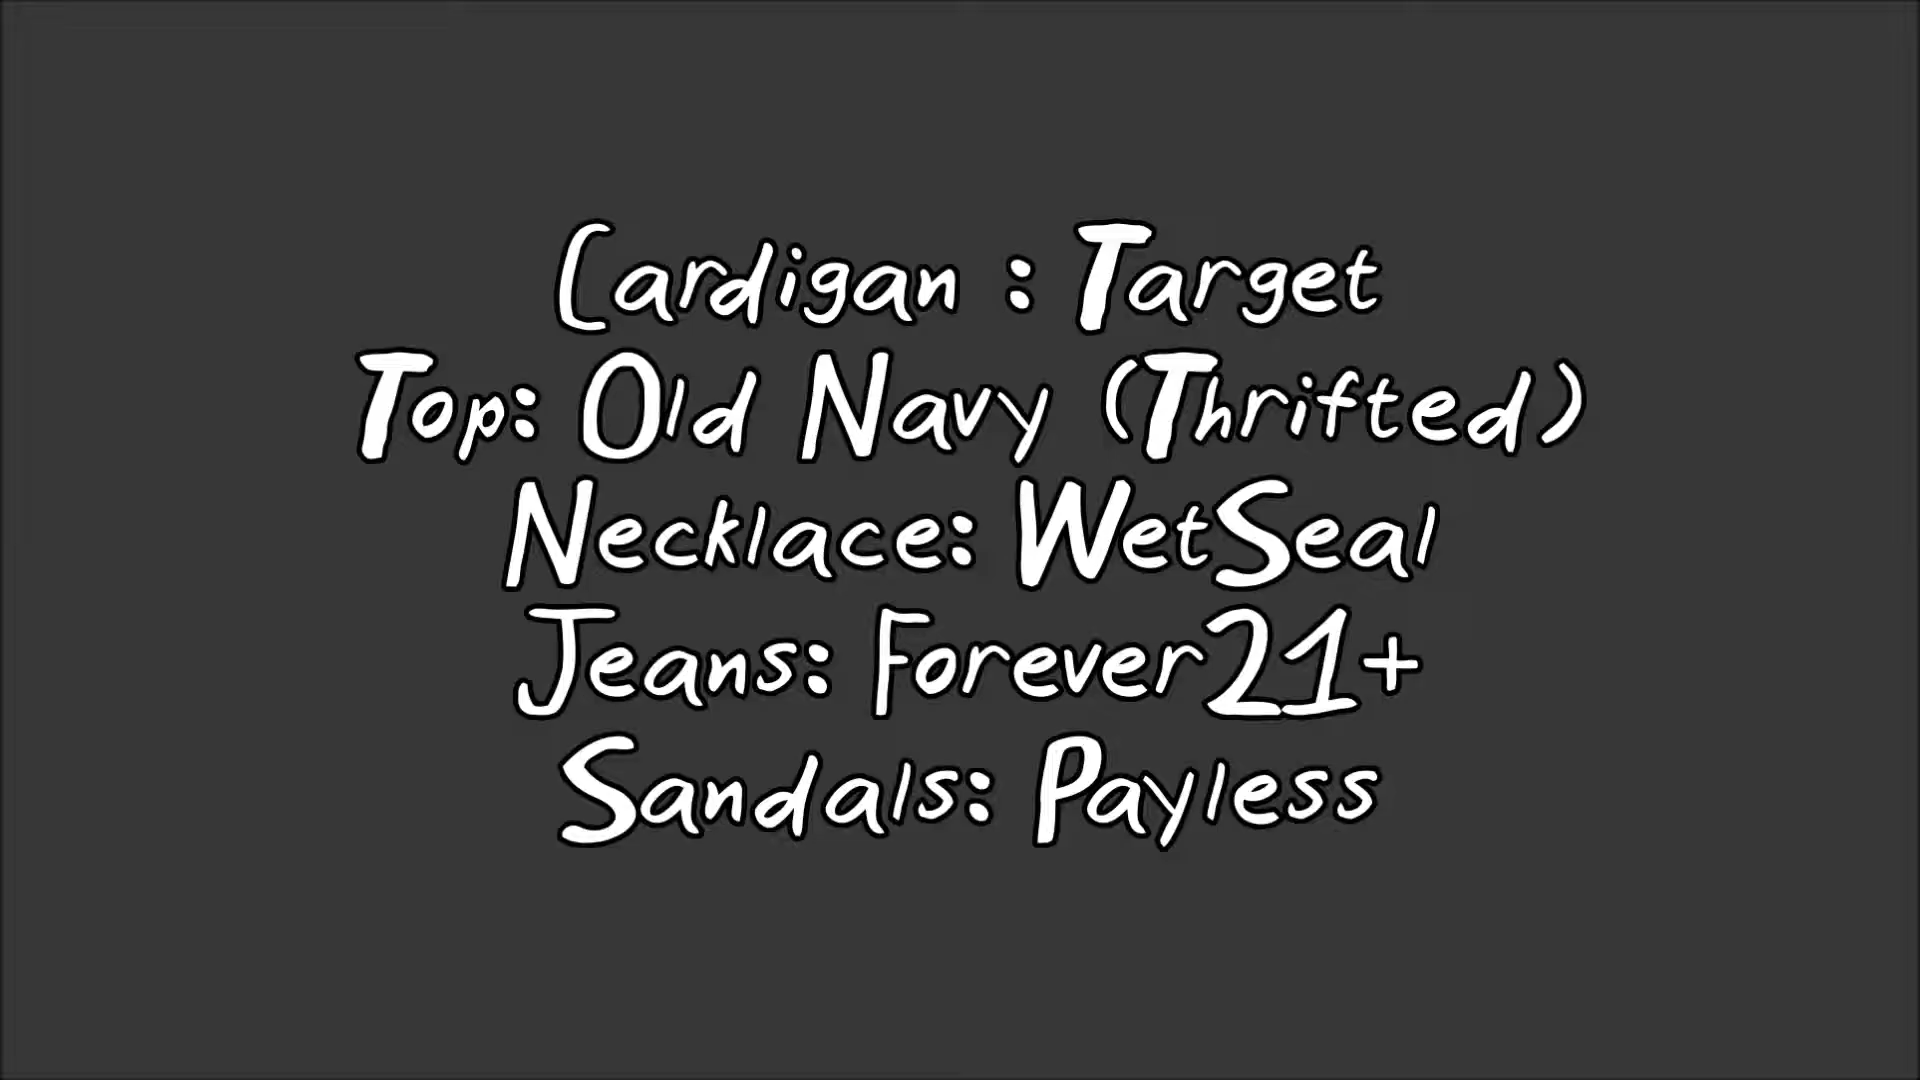 Cardigan : Target
Top: Old Navy (Thrifted)
Necklace: WetSeal
Jeans: Forever21+
Sandals: Payless